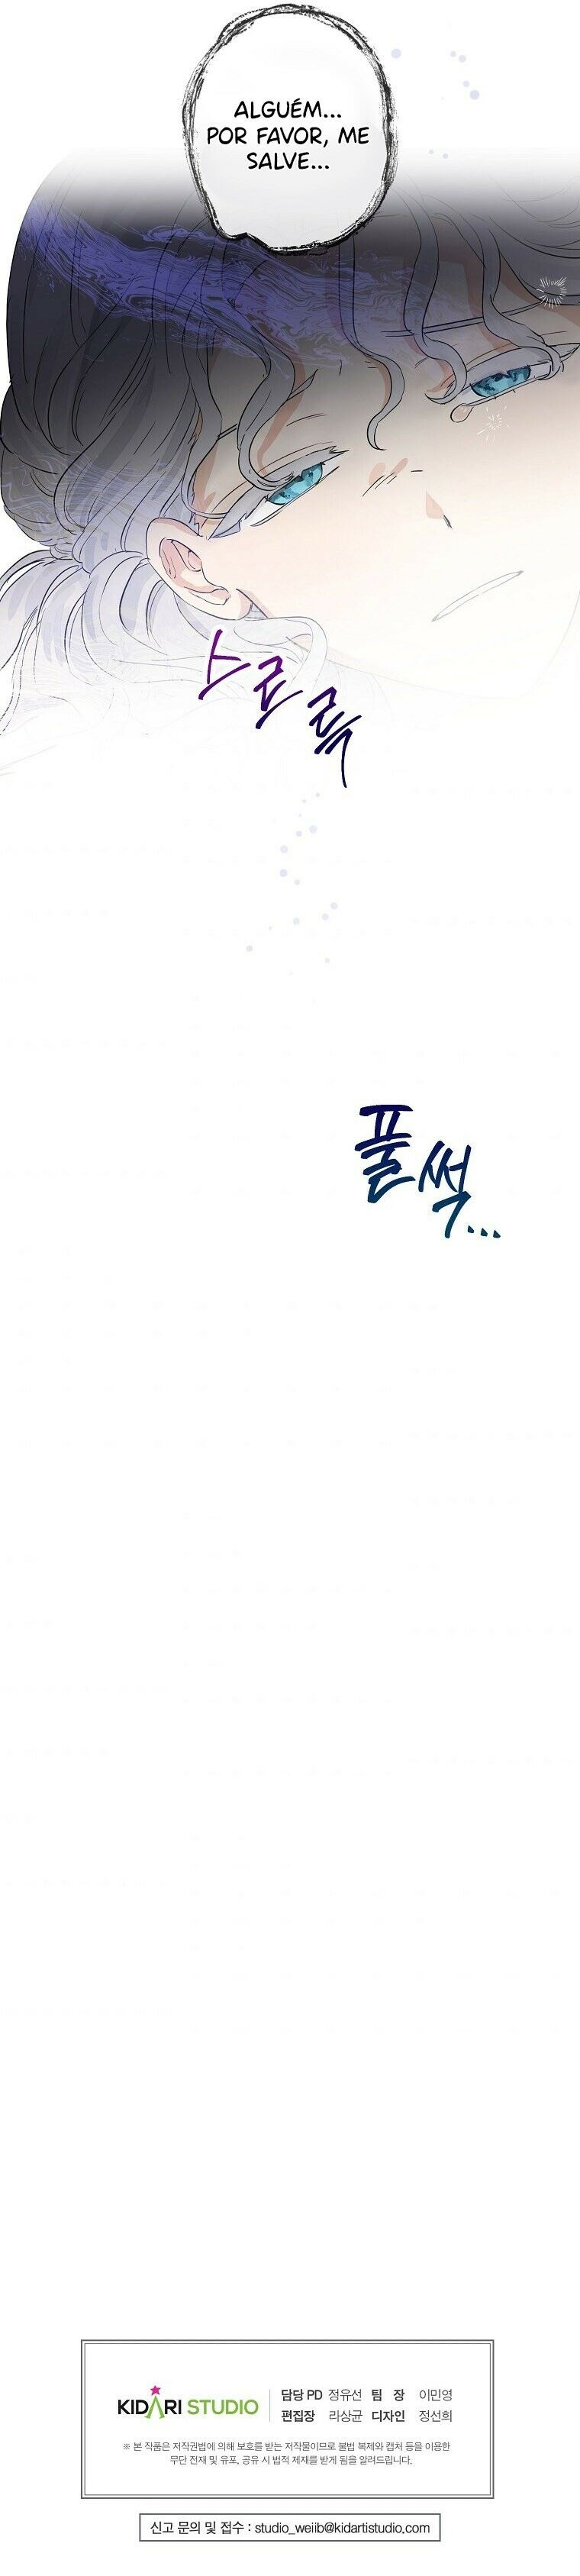 ALGUÉM...
POR FAVOR, ME
SALVE...
스르륵
풀썩...
KIDARI STUDIO
담당 PD 정유선 팀 장 이민영
편집장 리상균 디자인 정선희
※ 본 작품은 저작권법에 의해 보호를 받는 저작물이므로 불법 복제와 캡처 등을 이용한
무단 전재 및 유포, 공유 시 법적 제재를 받게 됨을 알려드립니다.
신고 문의 및 접수 : studio_weiib@kidaristudio.com